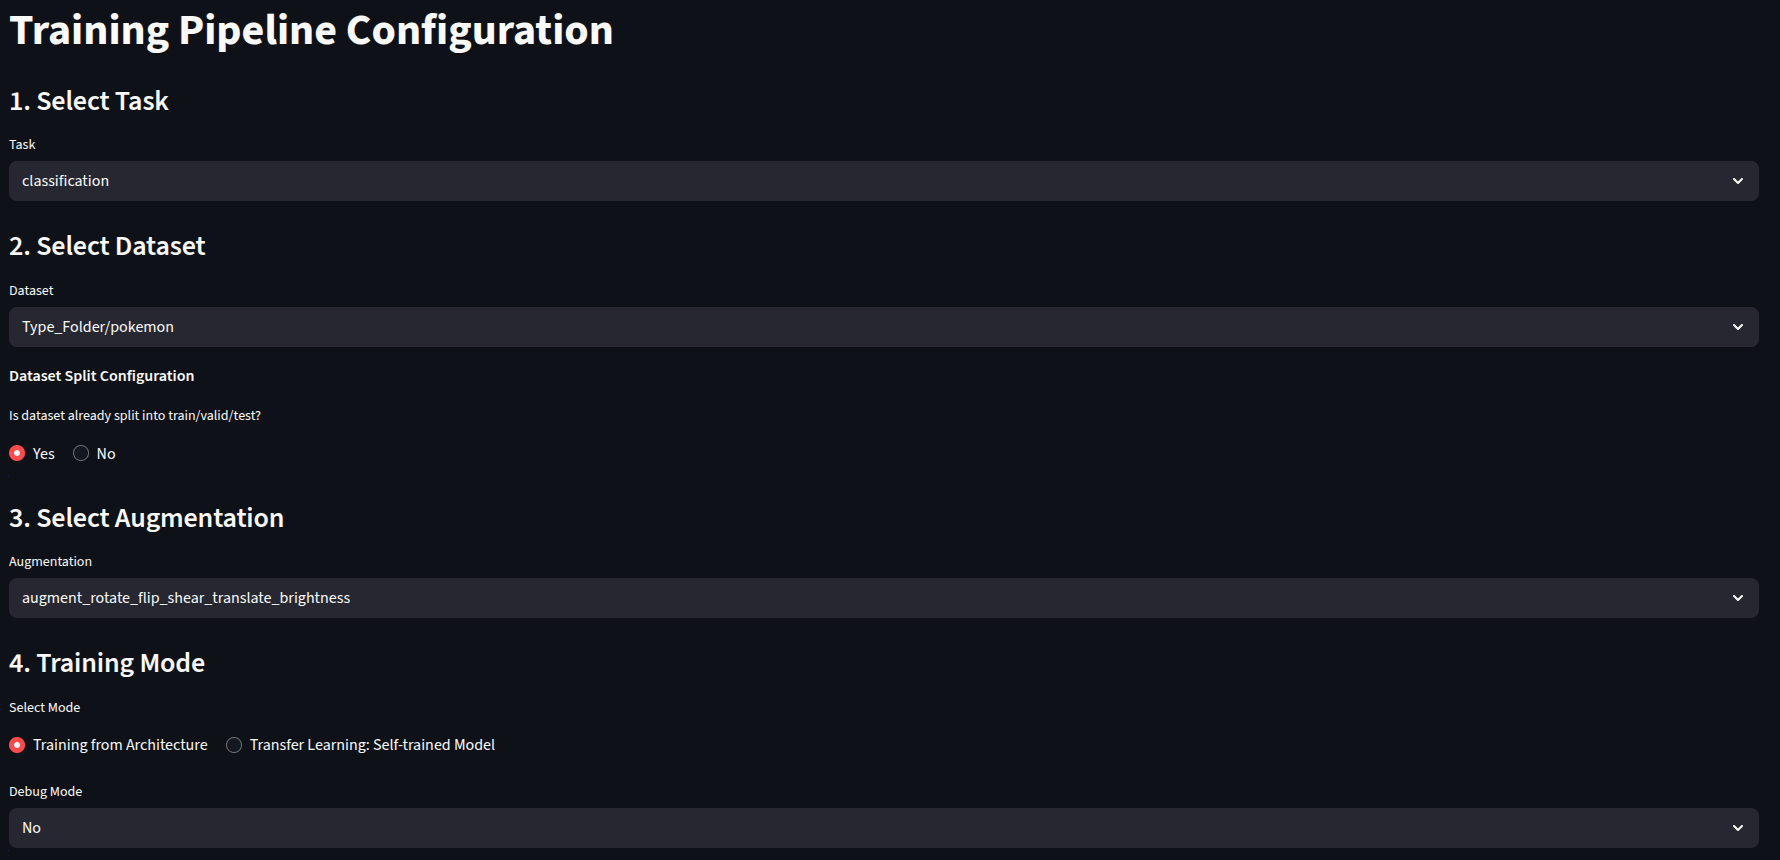 Training Pipeline Configuration
1. Select Task
Task
classification
2. Select Dataset
Dataset
Type_Folder/pokemon
Dataset Split Configuration
Is dataset already split into train/valid/test?
Yes No
3. Select Augmentation
Augmentation
augment_rotate_flip_shear_translate_brightness
4. Training Mode
Select Mode
Training from Architecture Transfer Learning: Self-trained Model
Debug Mode
No